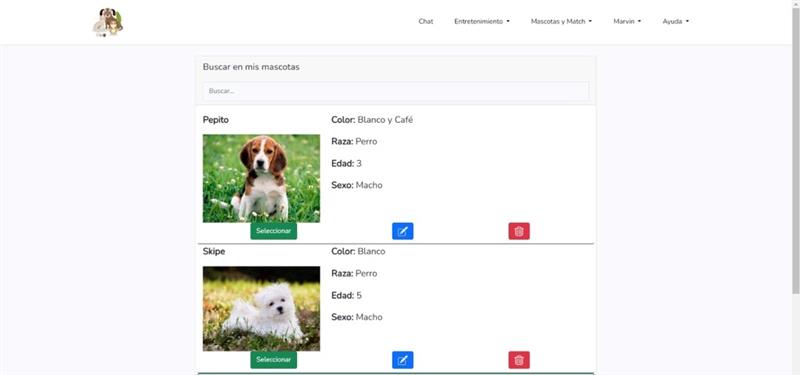 Chat Entretenimiento Mascotas y Match Marvin Ayuda
Buscar en mis mascotas
Buscar...
Pepito
Color: Blanco y Café
Raza: Perro
Edad: 3
Sexo: Macho
Seleccionar
Skipe
Color: Blanco
Raza: Perro
Edad: 5
Sexo: Macho
Seleccionar